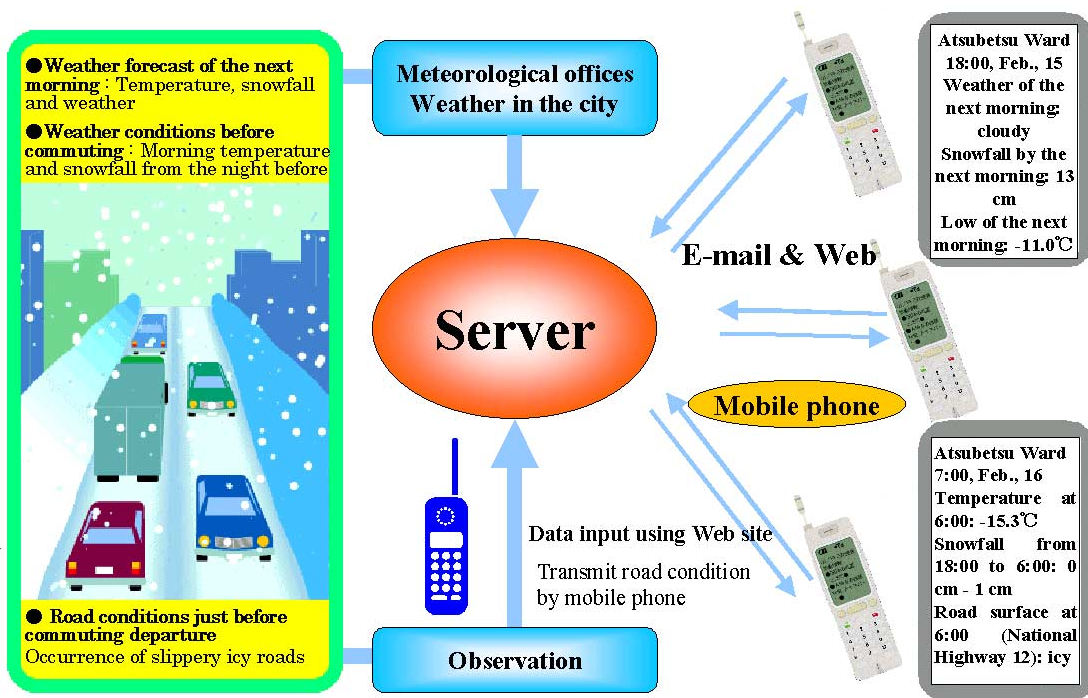 ●Weather forecast of the next
morning : Temperature, snowfall
and weather
●Weather conditions before
commuting : Morning temperature
and snowfall from the night before
● Road conditions just before
commuting departure
Occurrence of slippery icy roads
Meteorological offices
Weather in the city
Server
Data input using Web site
Transmit road condition
by mobile phone
Observation
E-mail & Web
Mobile phone
Atsubetsu Ward
18:00, Feb., 15
Weather of the
next morning:
cloudy
Snowfall by the
next morning: 13
cm
Low of the next
morning: -11.0℃
Atsubetsu Ward
7:00, Feb., 16
Temperature at
6:00: -15.3℃
Snowfall from
18:00 to 6:00: 0
cm - 1 cm
Road surface at
6:00 (National
Highway 12): icy